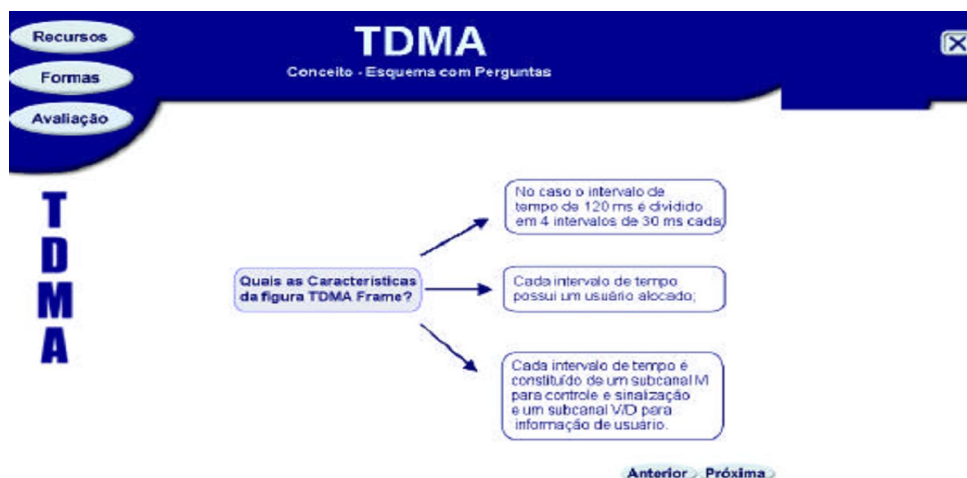 Recursos
Formas
Avaliação
TDMA
Conceito - Esquema com Perguntas
TDMA
Quais as Características
da figura TDMA Frame?
No caso o intervalo de
tempo de 120 ms é dividido
em 4 intervalos de 30 ms cada
Cada intervalo de tempo
possui um usuário alocado;
Cada intervalo de tempo é
constituído de um subcanal M
para controle e sinalização
e um subcanal V/D para
informação de usuário.
Anterior Próxima